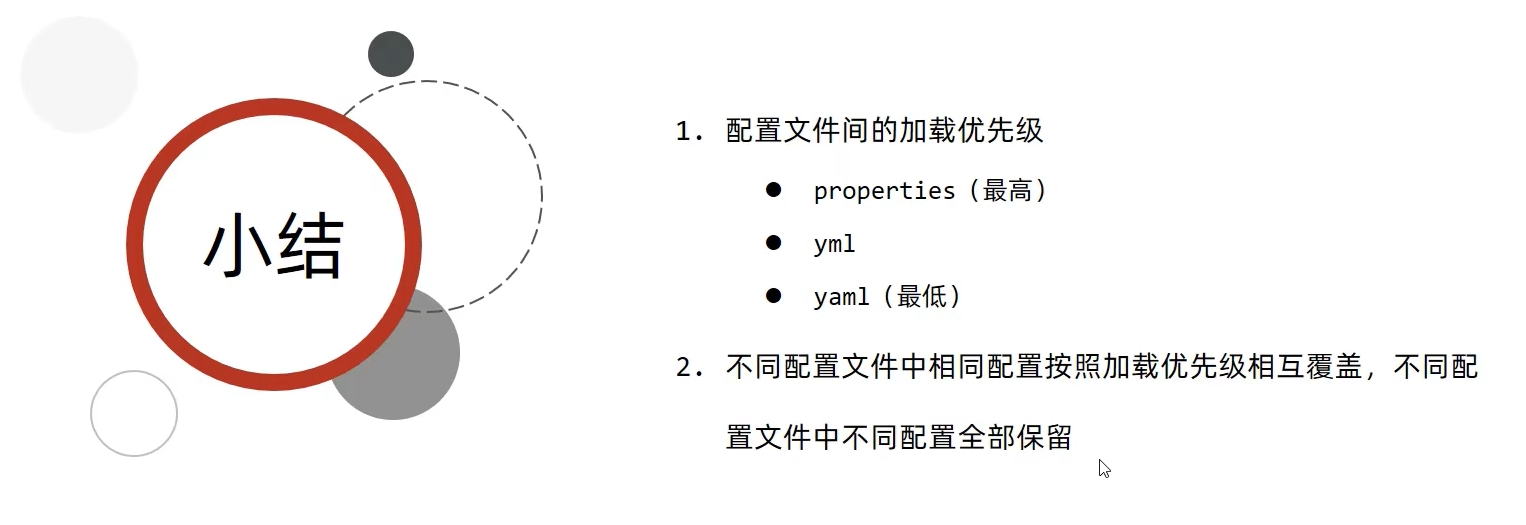 小结
1. 配置文件间的加载优先级
● properties（最高）
● yml
● yaml（最低）
2. 不同配置文件中相同配置按照加载优先级相互覆盖，不同配
置文件中不同配置全部保留